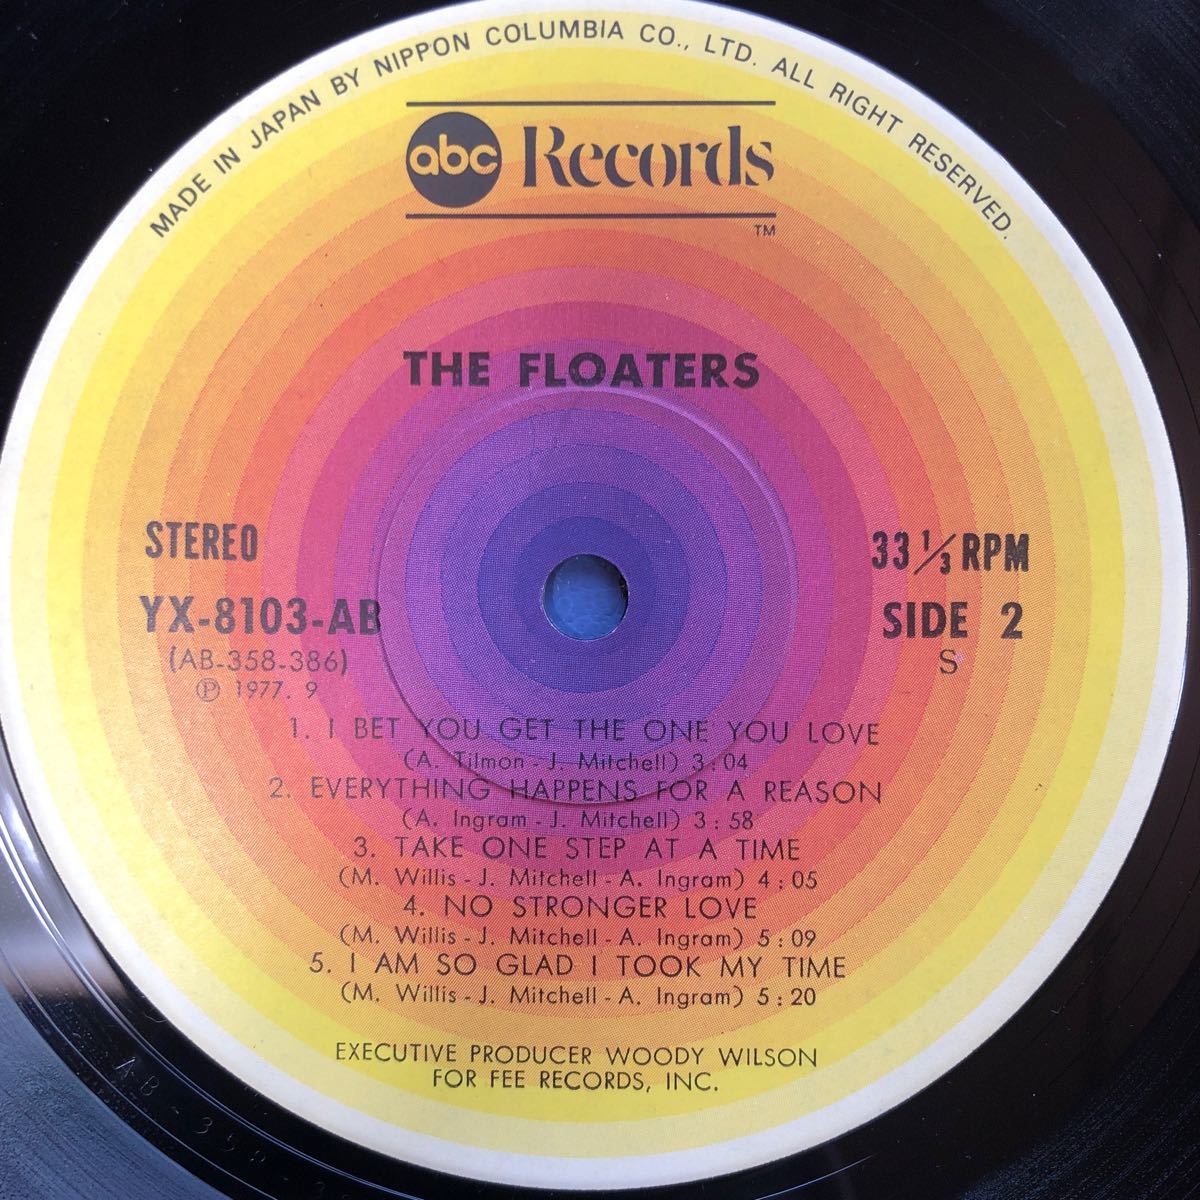 MADE IN JAPAN BY NIPPON COLUMBIA CO., LTD. ALL RIGHT RESERVED.
abc Records
TM
THE FLOATERS
STEREO
33 1/3 RPM
YX-8103-AB
SIDE 2
(AB-358-386)
S
Ⓟ 1977. 9
1. I BET YOU GET THE ONE YOU LOVE
(A. Tilmon - J. Mitchell) 3 : 04
2. EVERYTHING HAPPENS FOR A REASON
(A. Ingram - J. Mitchell) 3 : 58
3. TAKE ONE STEP AT A TIME
(M. Willis - J. Mitchell - A. Ingram) 4 : 05
4. NO STRONGER LOVE
(M. Willis - J. Mitchell - A. Ingram) 5 : 09
5. I AM SO GLAD I TOOK MY TIME
(M. Willis - J. Mitchell - A. Ingram) 5 : 20
EXECUTIVE PRODUCER WOODY WILSON
FOR FEE RECORDS, INC.